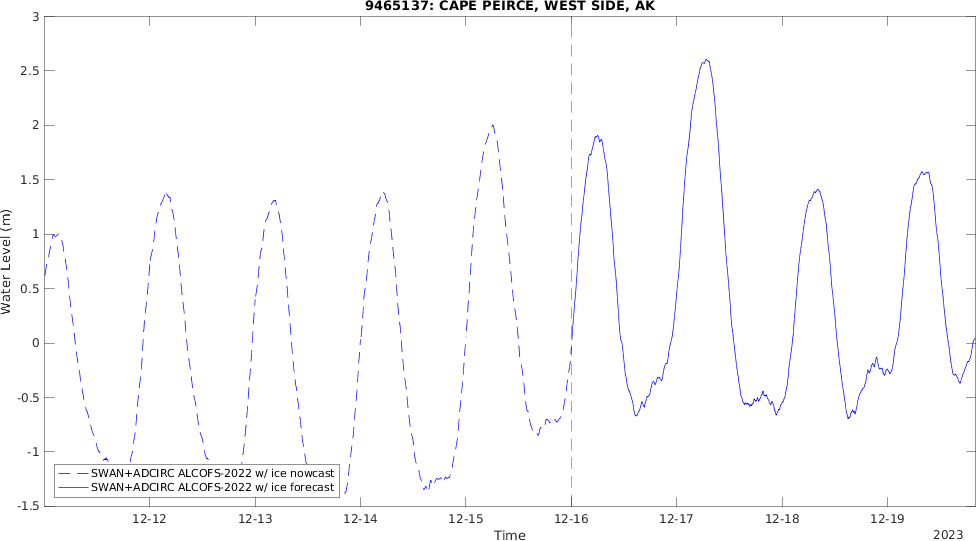 9465137: CAPE PEIRCE, WEST SIDE, AK
3
2.5
2
1.5
1
0.5
0
-0.5
-1
-1.5
Water Level (m)
SWAN+ADCIRC ALCOFS-2022 w/ ice nowcast
SWAN+ADCIRC ALCOFS-2022 w/ ice forecast
12-12 12-13 12-14 12-15 12-16 12-17 12-18 12-19
Time
2023